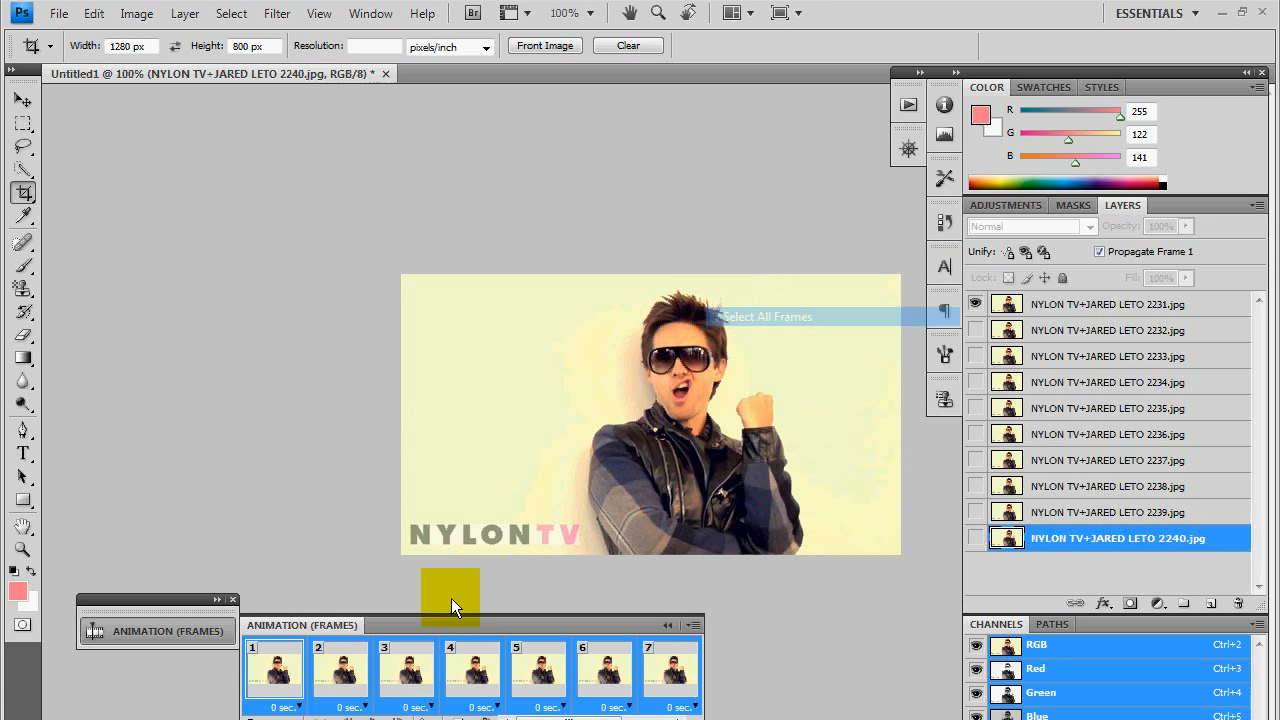 Ps File Edit Image Layer Select Filter View Window Help Br 100% ESSENTIALS
Width: 1280 px Height: 800 px Resolution: pixels/inch Front Image Clear
Untitled1 @ 100% (NYLON TV+JARED LETO 2240.jpg, RGB/8) *
COLOR SWATCHES STYLES
R 255
G 122
B 141
ADJUSTMENTS MASKS LAYERS
Normal Opacity: 100%
Unify: Propagate Frame 1
Lock: Fill: 100%
NYLON TV+JARED LETO 2231.jpg
Select All Frames
NYLON TV+JARED LETO 2232.jpg
NYLON TV+JARED LETO 2233.jpg
NYLON TV+JARED LETO 2234.jpg
NYLON TV+JARED LETO 2235.jpg
NYLON TV+JARED LETO 2236.jpg
NYLON TV+JARED LETO 2237.jpg
NYLON TV+JARED LETO 2238.jpg
NYLON TV+JARED LETO 2239.jpg
NYLON TV+JARED LETO 2240.jpg
NYLONTV
ANIMATION (FRAMES)
ANIMATION (FRAMES)
1 2 3 4 5 6 7
0 sec. 0 sec. 0 sec. 0 sec. 0 sec. 0 sec. 0 sec.
CHANNELS PATHS
RGB Ctrl+2
Red Ctrl+3
Green Ctrl+4
Blue Ctrl+5